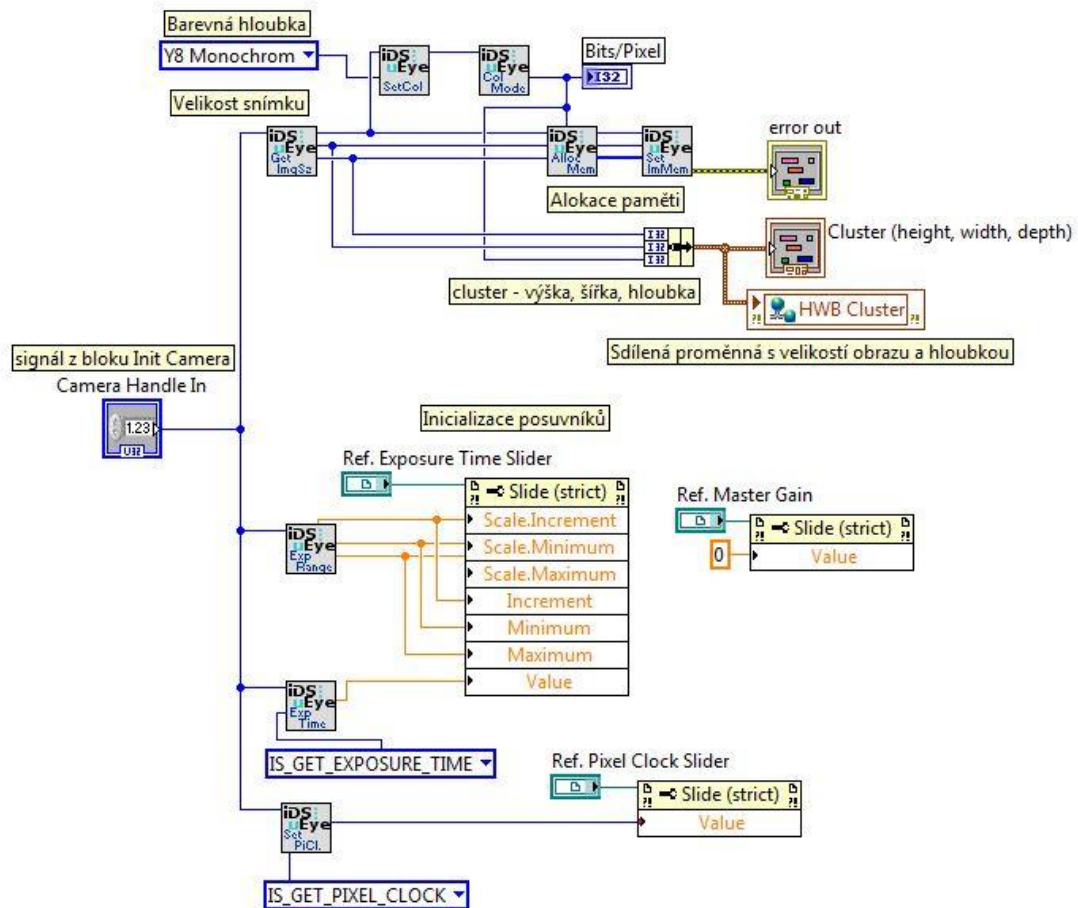 Barevná hloubka
Y8 Monochrom
iDS
uEye
SetCol
iDS
uEye
Col
Mode
Bits/Pixel
I32
Velikost snímku
iDS
uEye
Get
ImgSz
iDS
uEye
Alloc
Mem
iDS
uEye
Set
ImMem
error out
Alokace paměti
I32
I32
I32
Cluster (height, width, depth)
cluster - výška, šířka, hloubka
?! HWB Cluster ?!
Sdílená proměnná s velikostí obrazu a hloubkou
signál z bloku Init Camera
Camera Handle In
1.23
U32
Inicializace posuvníků
Ref. Exposure Time Slider
?! Slide (strict) ?!
Scale.Increment
Scale.Minimum
Scale.Maximum
Increment
Minimum
Maximum
Value
Ref. Master Gain
?! Slide (strict) ?!
0
Value
iDS
uEye
Exp
Range
iDS
uEye
Exp
Time
IS_GET_EXPOSURE_TIME
Ref. Pixel Clock Slider
?! Slide (strict) ?!
Value
iDS
uEye
Set
PiCl.
IS_GET_PIXEL_CLOCK